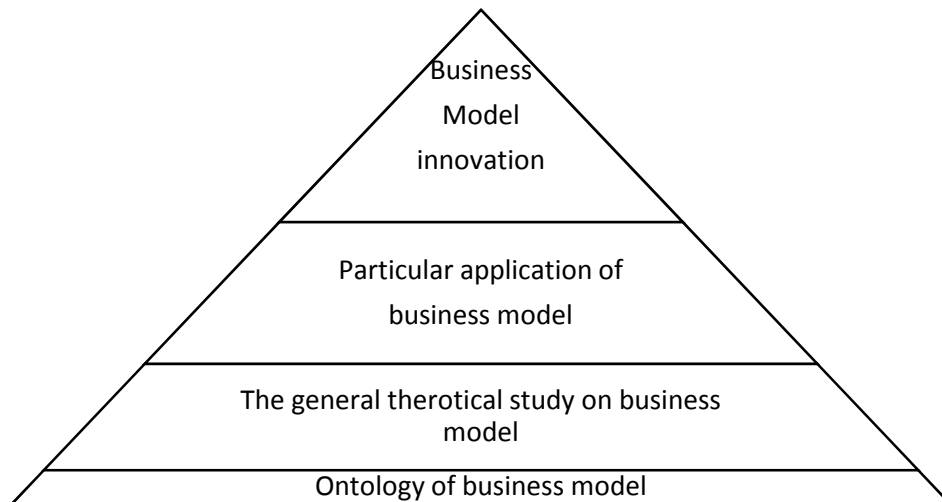 Business
Model
innovation
Particular application of
business model
The general therotical study on business
model
Ontology of business model